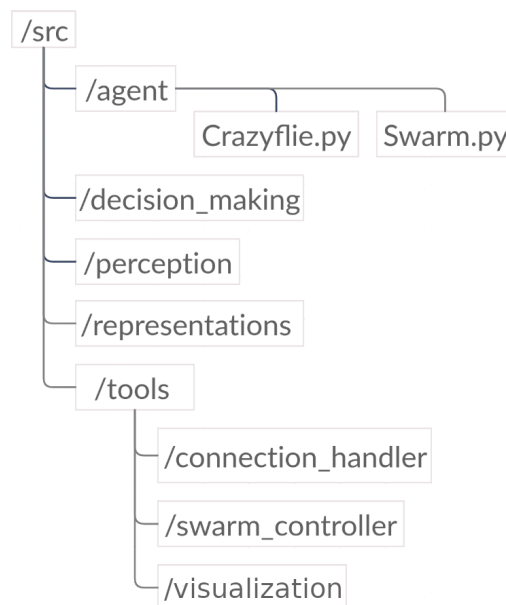 /src
/agent
Crazyflie.py
Swarm.py
/decision_making
/perception
/representations
/tools
/connection_handler
/swarm_controller
/visualization